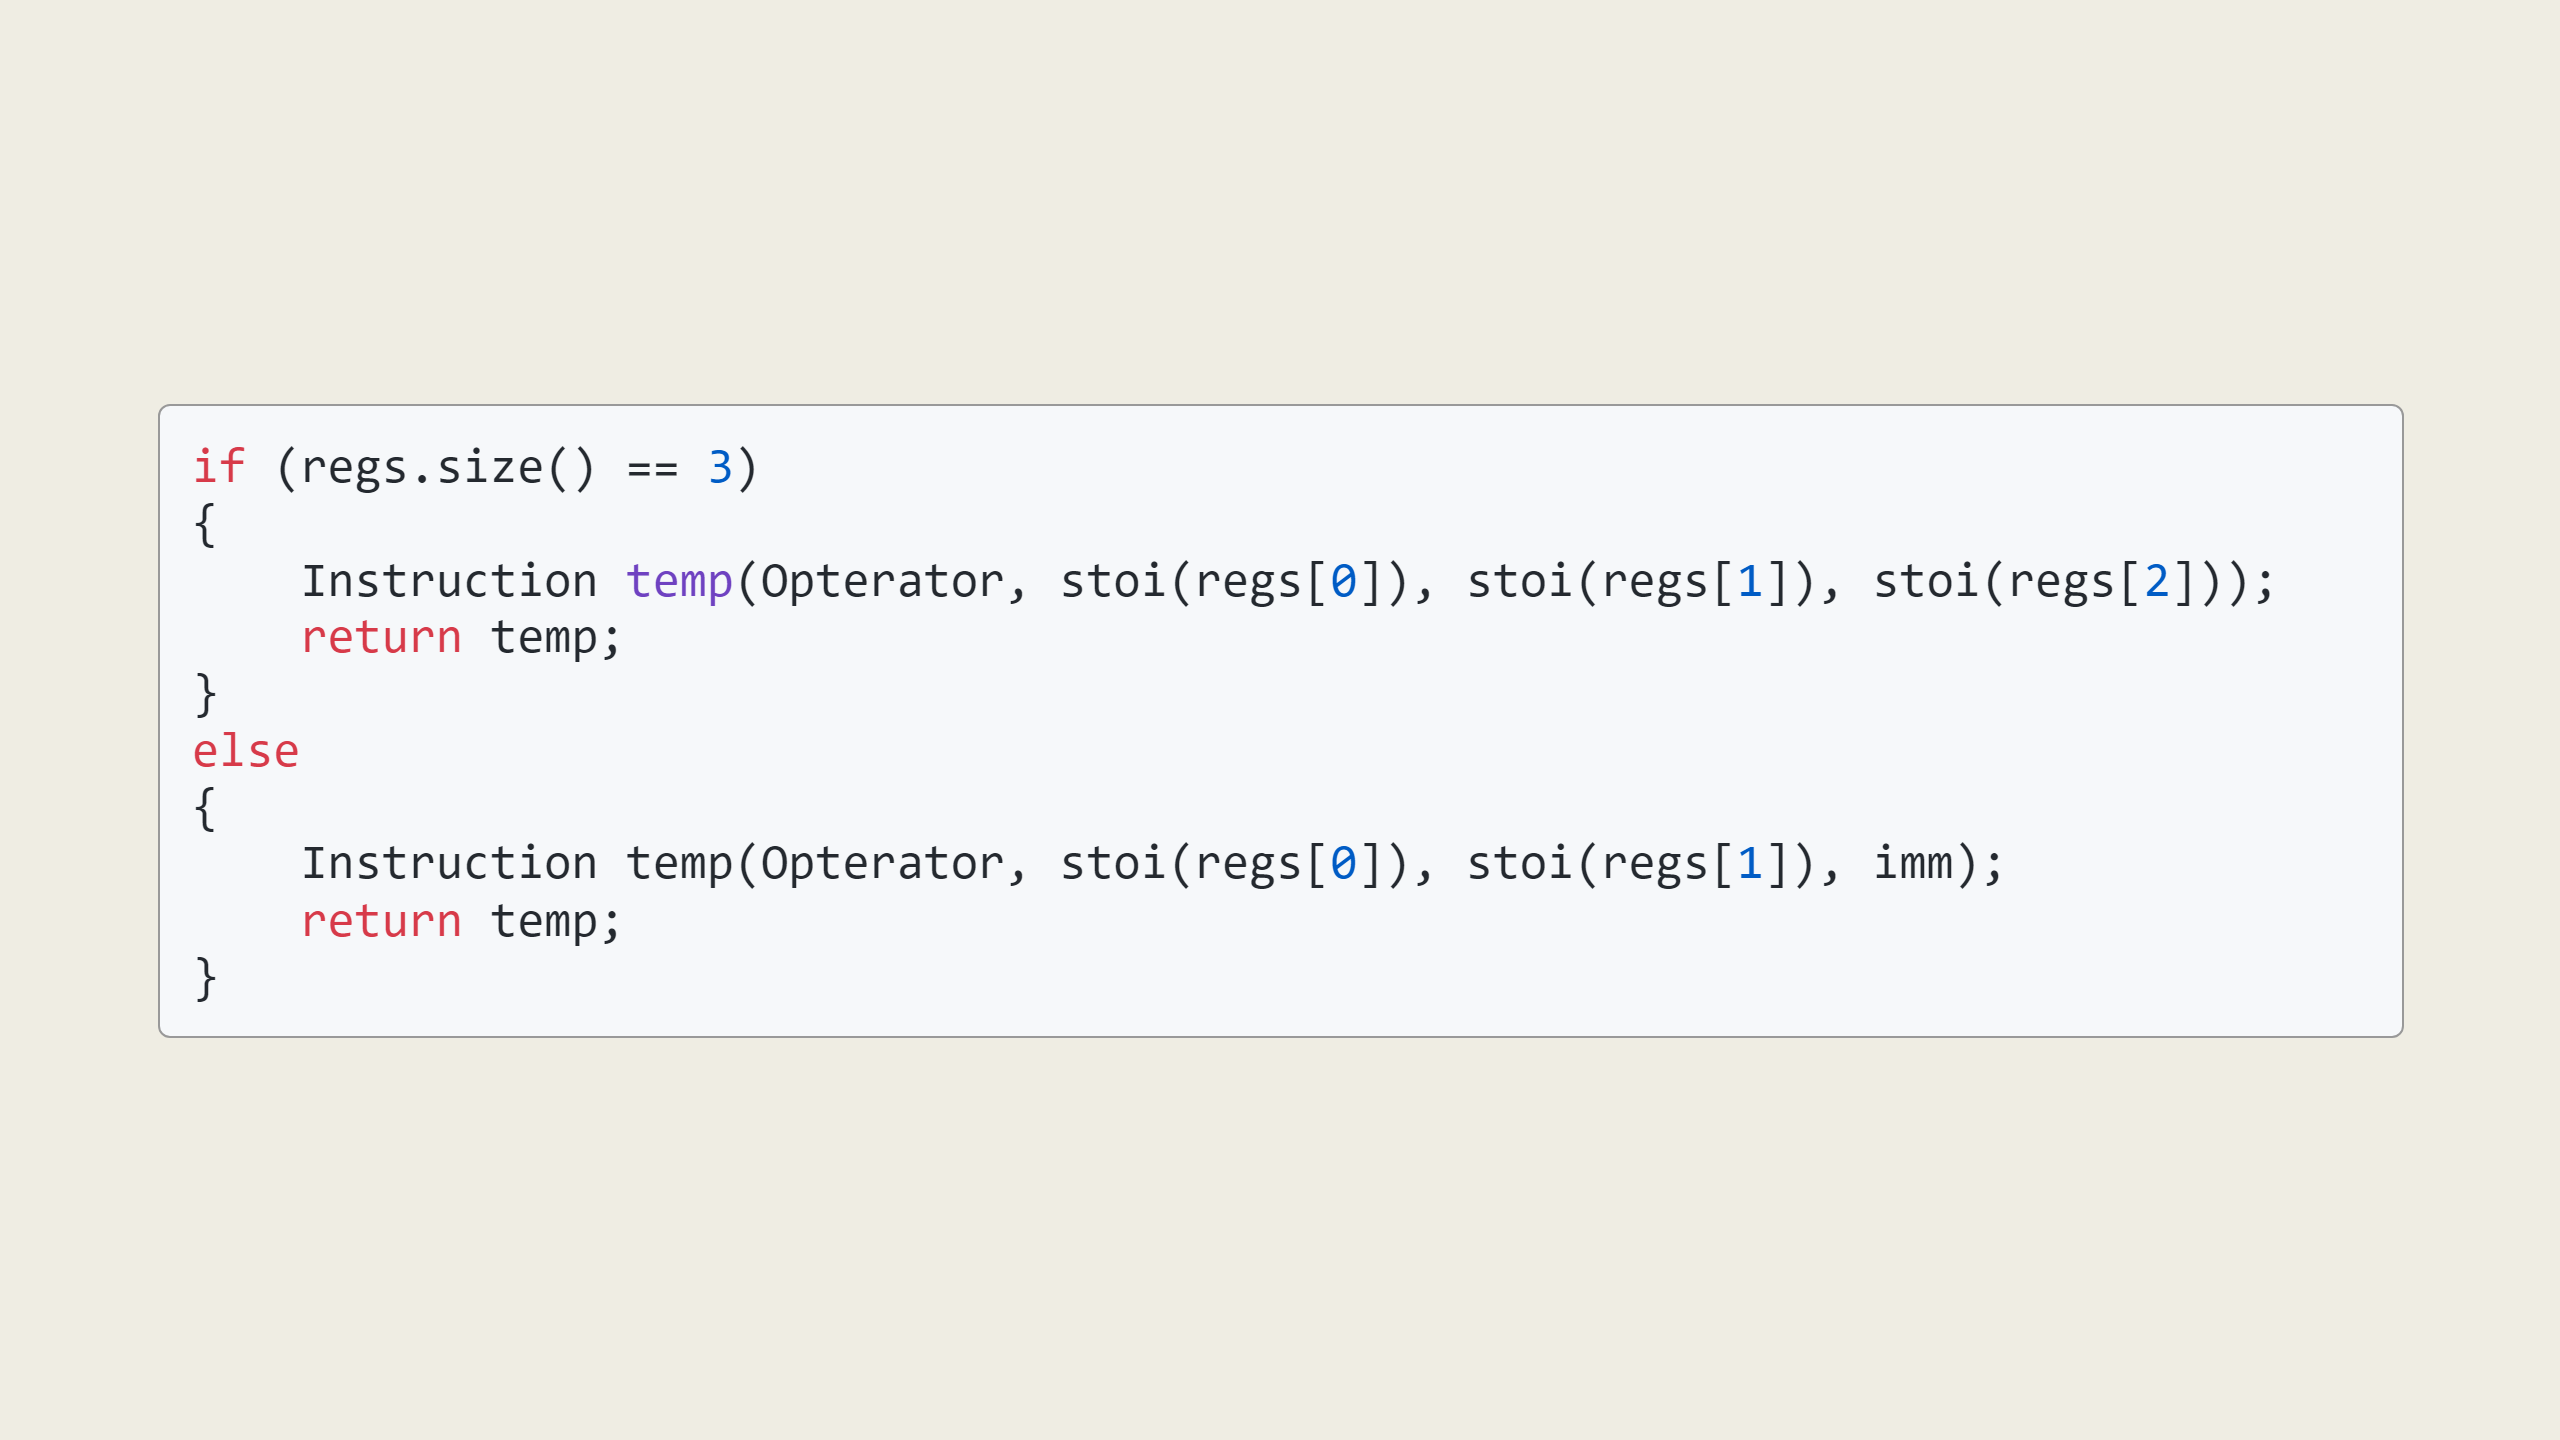 if (regs.size() == 3)
{
    Instruction temp(Opterator, stoi(regs[0]), stoi(regs[1]), stoi(regs[2]));
    return temp;
}
else
{
    Instruction temp(Opterator, stoi(regs[0]), stoi(regs[1]), imm);
    return temp;
}